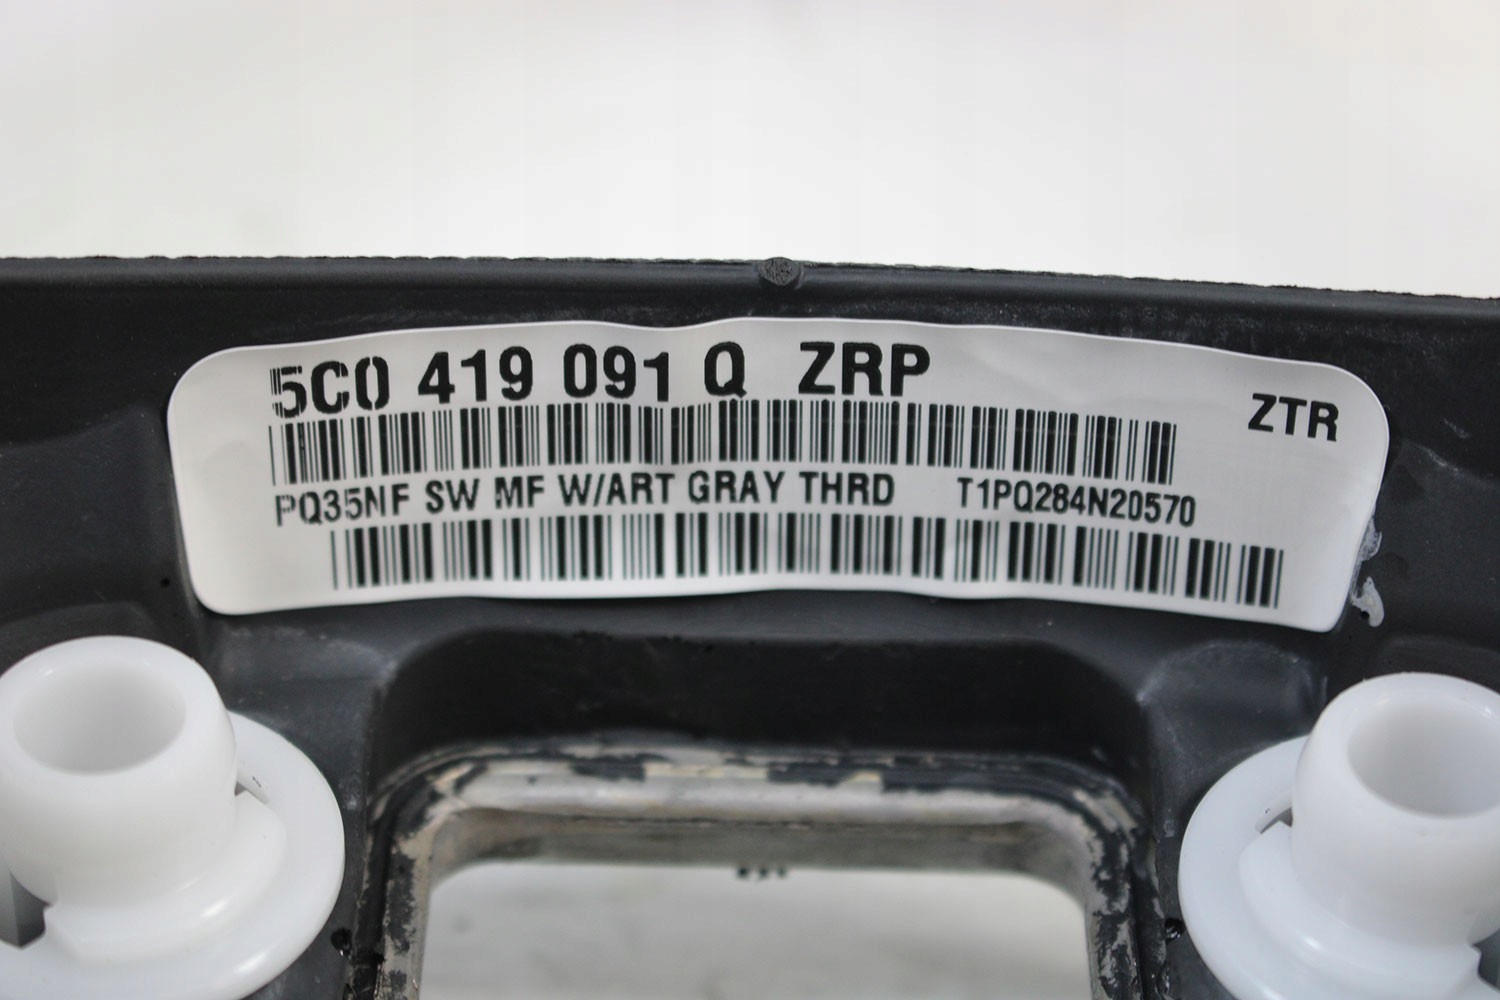 5C0 419 091 Q ZRP
ZTR
PQ35NF SW MF W/ART GRAY THRD T1PQ284N20570